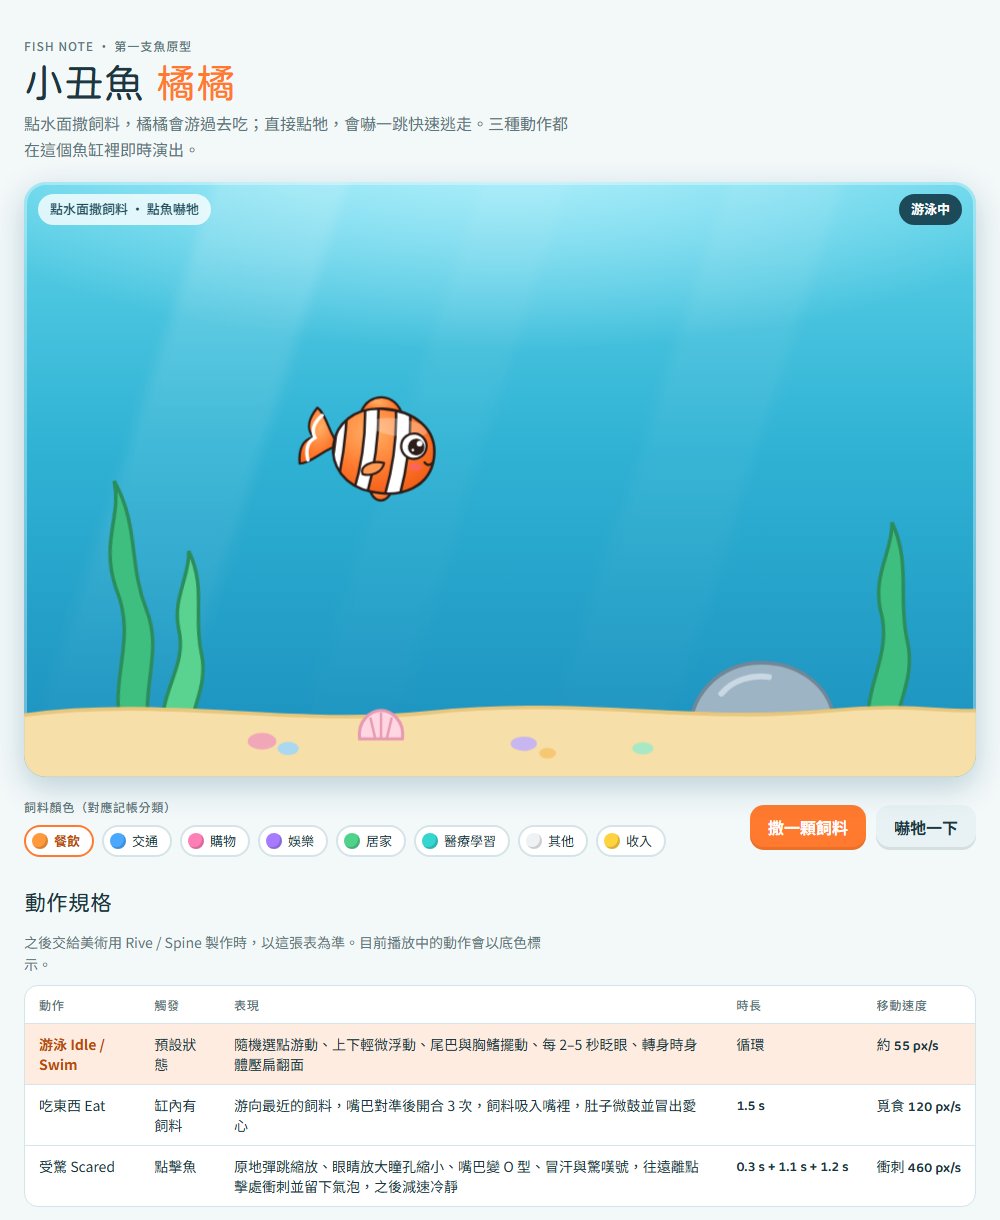 FISH NOTE · 第一支魚原型
小丑魚 橘橘
點水面撒飼料，橘橘會游過去吃；直接點牠，會嚇一跳快速逃走。三種動作都
在這個魚缸裡即時演出。
點水面撒飼料 · 點魚嚇牠
游泳中
飼料顏色（對應記帳分類）
餐飲
交通
購物
娛樂
居家
醫療學習
其他
收入
撒一顆飼料
嚇牠一下
動作規格
之後交給美術用 Rive / Spine 製作時，以這張表為準。目前播放中的動作會以底色標
示。
動作 觸發 表現 時長 移動速度
游泳 Idle / 預設狀 隨機選點游動、上下輕微浮動、尾巴與胸鰭擺動、每 2–5 秒眨眼、轉身時身 循環 約 55 px/s
Swim 態 體壓扁翻面
吃東西 Eat 缸內有 游向最近的飼料，嘴巴對準後開合 3 次，飼料吸入嘴裡，肚子微鼓並冒出愛 1.5 s 覓食 120 px/s
飼料 心
受驚 Scared 點擊魚 原地彈跳縮放、眼睛放大瞳孔縮小、嘴巴變 O 型、冒汗與驚嘆號，往遠離點 0.3 s + 1.1 s + 1.2 s 衝刺 460 px/s
擊處衝刺並留下氣泡，之後減速冷靜